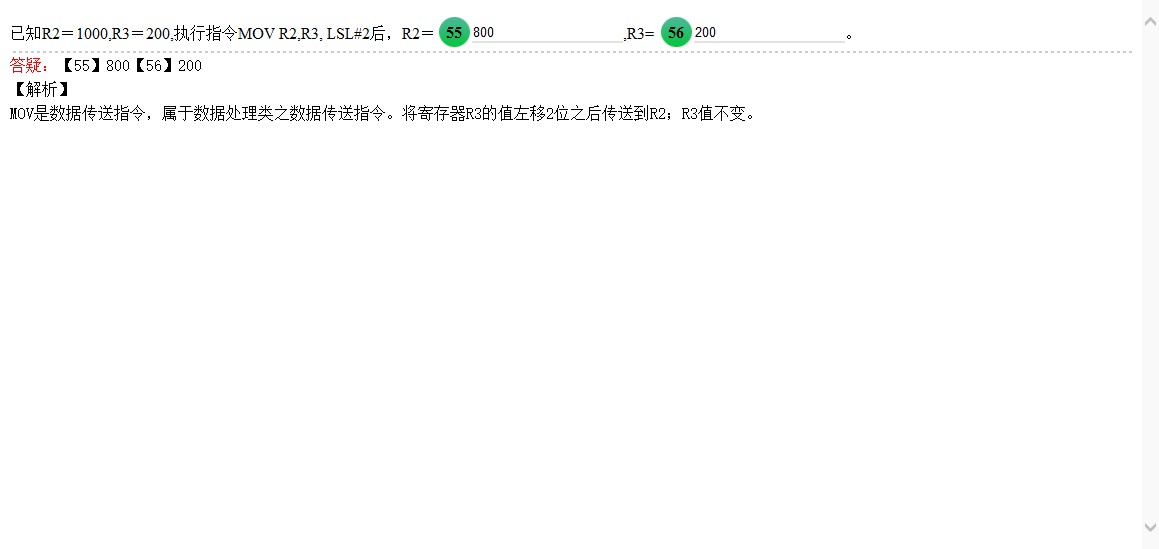 已知R2＝1000,R3＝200,执行指令MOV R2,R3, LSL#2后，R2＝ 55 800 ,R3= 56 200 。
答疑：【55】800【56】200
【解析】
MOV是数据传送指令，属于数据处理类之数据传送指令。将寄存器R3的值左移2位之后传送到R2；R3值不变。